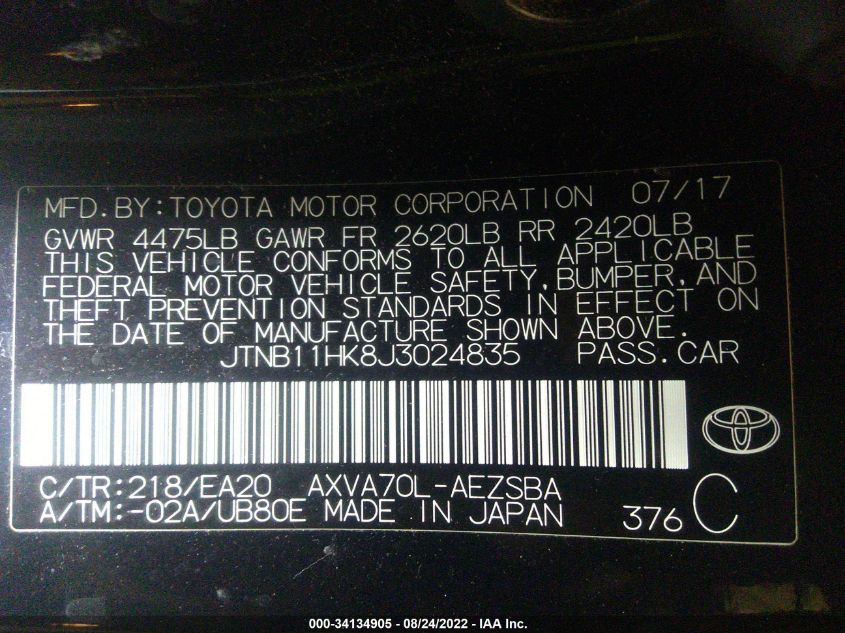 MFD.BY:TOYOTA MOTOR CORPORATION 07/17
GVWR 4475LB GAWR FR 2620LB RR 2420LB
THIS VEHICLE CONFORMS TO ALL APPLICABLE
FEDERAL MOTOR VEHICLE SAFETY,BUMPER,AND
THEFT PREVENTION STANDARDS IN EFFECT ON
THE DATE OF MANUFACTURE SHOWN ABOVE.
JTNB11HK8J3024835 PASS.CAR
C/TR:218/EA20 AXVA70L-AEZSBA
A/TM:-02A/UB80E MADE IN JAPAN 376 C
000-34134905 - 08/24/2022 - IAA Inc.